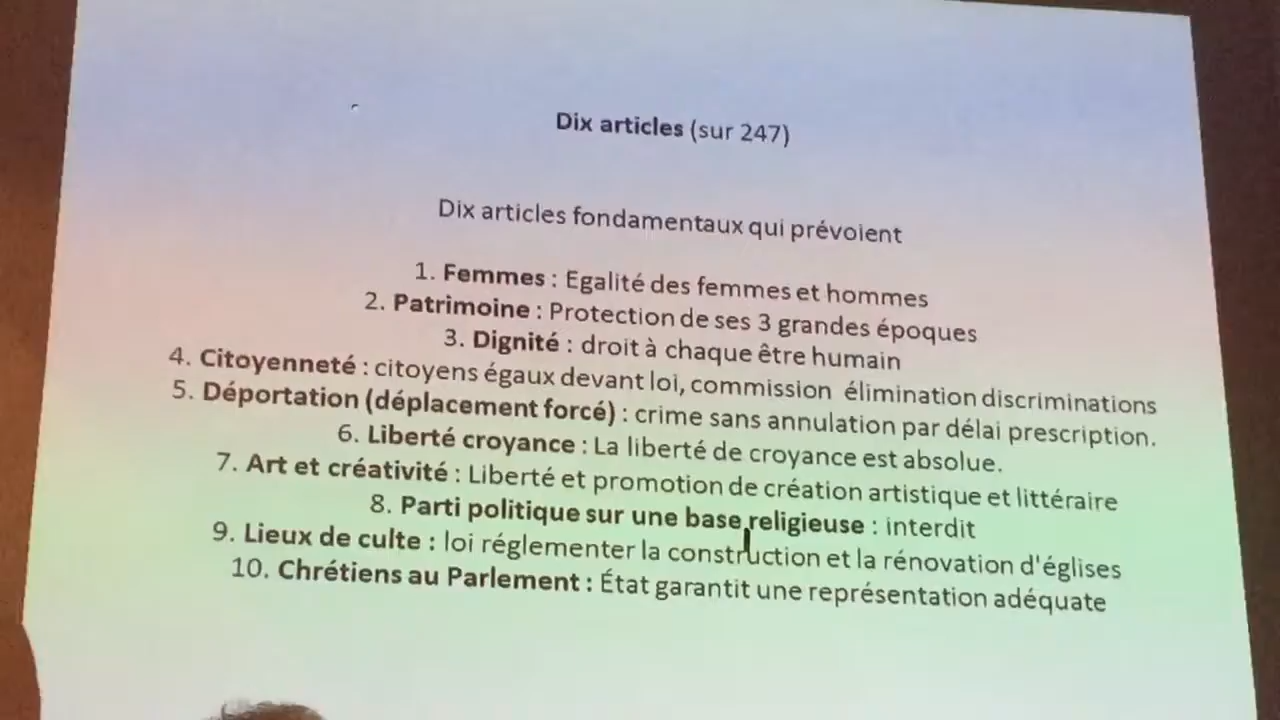 Dix articles (sur 247)
Dix articles fondamentaux qui prévoient
1. Femmes : Egalité des femmes et hommes
2. Patrimoine : Protection de ses 3 grandes époques
3. Dignité : droit à chaque être humain
4. Citoyenneté : citoyens égaux devant loi, commission élimination discriminations
5. Déportation (déplacement forcé) : crime sans annulation par délai prescription.
6. Liberté croyance : La liberté de croyance est absolue.
7. Art et créativité : Liberté et promotion de création artistique et littéraire
8. Parti politique sur une base religieuse : interdit
9. Lieux de culte : loi réglementer la construction et la rénovation d'églises
10. Chrétiens au Parlement : État garantit une représentation adéquate